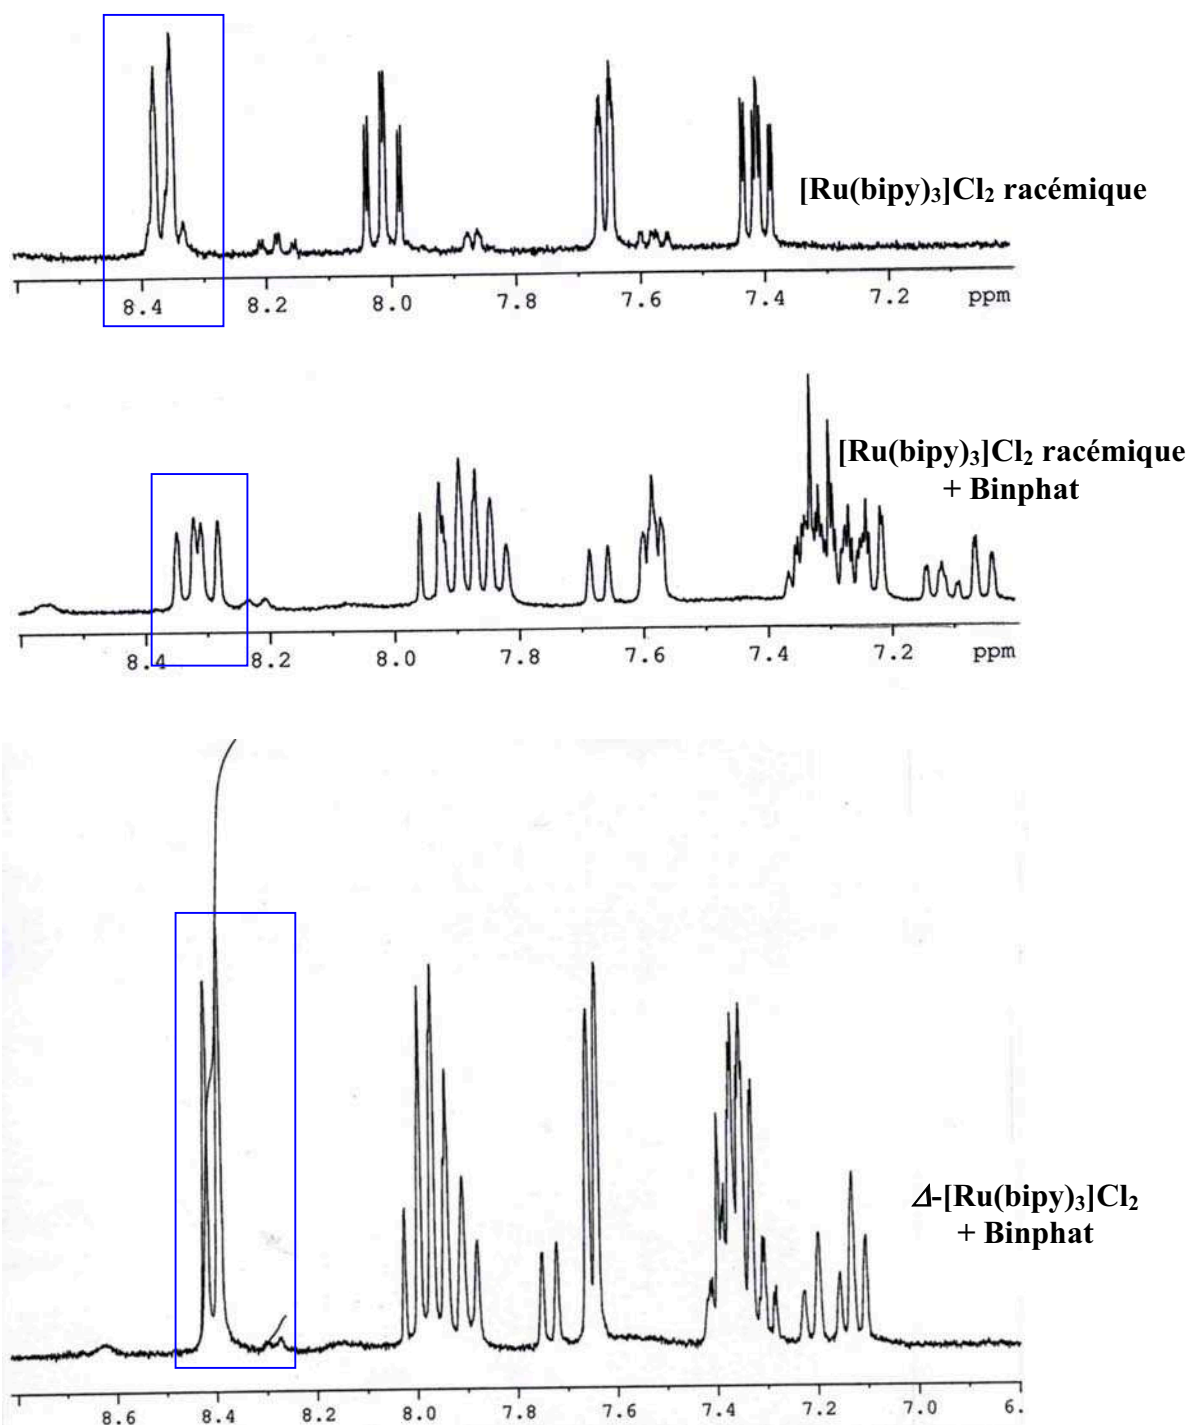 [Ru(bipy)₃]Cl₂ racémique
8.4 8.2 8.0 7.8 7.6 7.4 7.2 ppm
[Ru(bipy)₃]Cl₂ racémique
+ Binphat
8.4 8.2 8.0 7.8 7.6 7.4 7.2 ppm
Δ-[Ru(bipy)₃]Cl₂
+ Binphat
8.6 8.4 8.2 8.0 7.8 7.6 7.4 7.2 7.0 6.